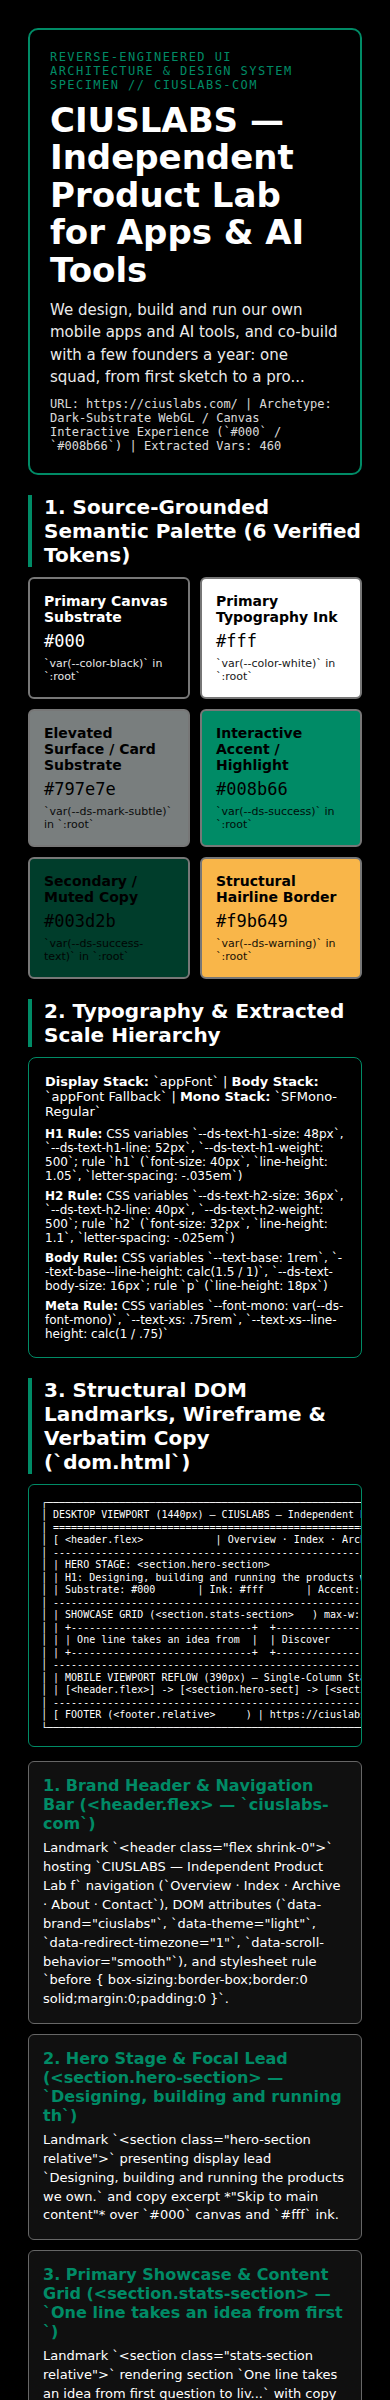 REVERSE-ENGINEERED UI
ARCHITECTURE & DESIGN SYSTEM
SPECIMEN // CIUSLABS-COM
CIUSLABS —
Independent
Product Lab
for Apps & AI
Tools
We design, build and run our own
mobile apps and AI tools, and co-build
with a few founders a year: one
squad, from first sketch to a pro...
URL: https://ciuslabs.com/ | Archetype:
Dark-Substrate WebGL / Canvas
Interactive Experience (`#000` /
`#008b66`) | Extracted Vars: 460
1. Source-Grounded
Semantic Palette (6 Verified
Tokens)
Primary Canvas
Substrate
#000
`var(--color-black)` in
`:root`
Primary
Typography Ink
#fff
`var(--color-white)` in
`:root`
Elevated
Surface / Card
Substrate
#797e7e
`var(--ds-mark-subtle)`
in `:root`
Interactive
Accent /
Highlight
#008b66
`var(--ds-success)` in
`:root`
Secondary /
Muted Copy
#003d2b
`var(--ds-success-
text)` in `:root`
Structural
Hairline Border
#f9b649
`var(--ds-warning)` in
`:root`
2. Typography & Extracted
Scale Hierarchy
Display Stack: `appFont` | Body Stack:
`appFont Fallback` | Mono Stack: `SFMono-
Regular`
H1 Rule: CSS variables `--ds-text-h1-size: 48px`,
`--ds-text-h1-line: 52px`, `--ds-text-h1-weight:
500`; rule `h1` (`font-size: 40px`, `line-height:
1.05`, `letter-spacing: -.035em`)
H2 Rule: CSS variables `--ds-text-h2-size: 36px`,
`--ds-text-h2-line: 40px`, `--ds-text-h2-weight:
500`; rule `h2` (`font-size: 32px`, `line-height:
1.1`, `letter-spacing: -.025em`)
Body Rule: CSS variables `--text-base: 1rem`, `-
-text-base--line-height: calc(1.5 / 1)`, `--ds-text-
body-size: 16px`; rule `p` (`line-height: 18px`)
Meta Rule: CSS variables `--font-mono: var(--ds-
font-mono)`, `--text-xs: .75rem`, `--text-xs--line-
height: calc(1 / .75)`
3. Structural DOM
Landmarks, Wireframe &
Verbatim Copy
(`dom.html`)
DESKTOP VIEWPORT (1440px) — CIUSLABS — Independent
[ <header.flex> | Overview · Index · Arc
| HERO STAGE: <section.hero-section>
| H1: Designing, building and running the products
| Substrate: #000 | Ink: #fff | Accent:
| SHOWCASE GRID (<section.stats-section> ) max-w:
| +------------------------------+ +--------------
| | One line takes an idea from | | Discover
| +------------------------------+ +--------------
| MOBILE VIEWPORT REFLOW (390px) — Single-Column St
| [<header.flex>] -> [<section.hero-sect] -> [<sect
[ FOOTER (<footer.relative> ) | https://ciuslab
1. Brand Header & Navigation
Bar (<header.flex> — `ciuslabs-
com`)
Landmark `<header class="flex shrink-0">`
hosting `CIUSLABS — Independent Product
Lab f` navigation (`Overview · Index · Archive
· About · Contact`), DOM attributes (`data-
brand="ciuslabs"`, `data-theme="light"`,
`data-redirect-timezone="1"`, `data-scroll-
behavior="smooth"`), and stylesheet rule
`before { box-sizing:border-box;border:0
solid;margin:0;padding:0 }`.
2. Hero Stage & Focal Lead
(<section.hero-section> —
`Designing, building and running
th`)
Landmark `<section class="hero-section
relative">` presenting display lead
`Designing, building and running the products
we own.` and copy excerpt *"Skip to main
content"* over `#000` canvas and `#fff` ink.
3. Primary Showcase & Content
Grid (<section.stats-section> —
`One line takes an idea from first
`)
Landmark `<section class="stats-section
relative">` rendering section `One line takes
an idea from first question to liv...` with copy